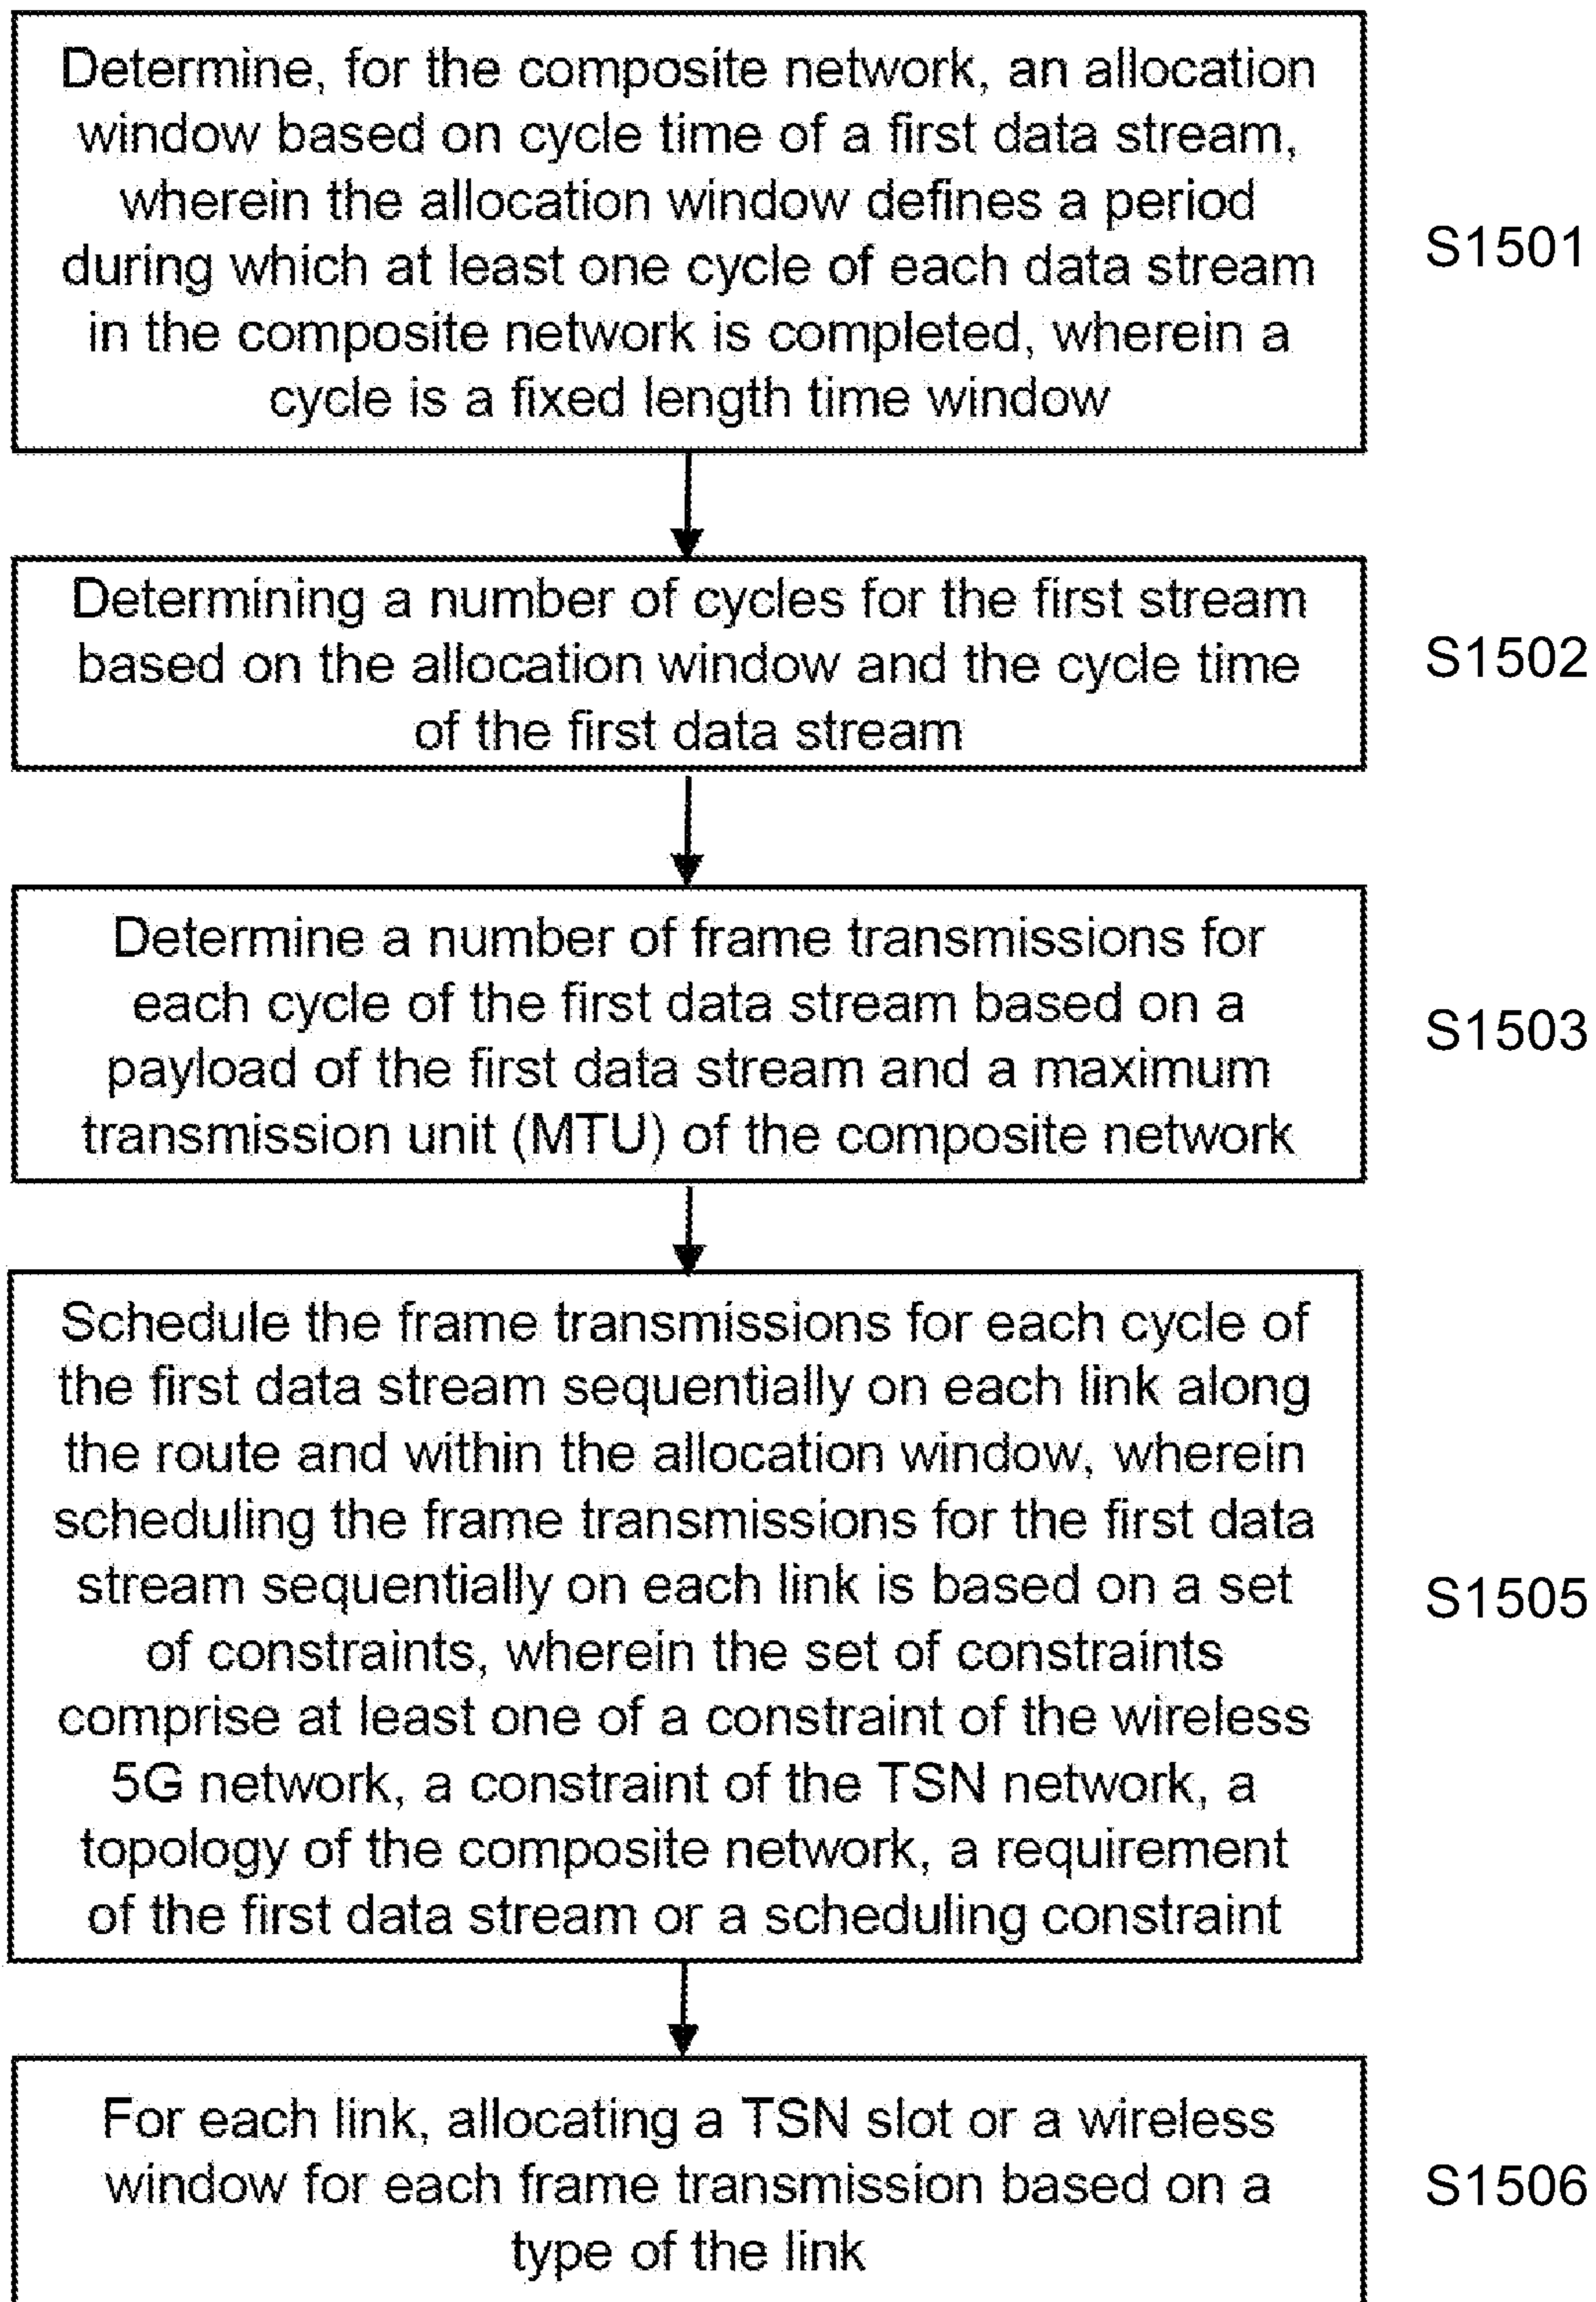 Determine, for the composite network, an allocation
window based on cycle time of a first data stream,
wherein the allocation window defines a period
during which at least one cycle of each data stream
in the composite network is completed, wherein a
cycle is a fixed length time window
S1501
Determining a number of cycles for the first stream
based on the allocation window and the cycle time
of the first data stream
S1502
Determine a number of frame transmissions for
each cycle of the first data stream based on a
payload of the first data stream and a maximum
transmission unit (MTU) of the composite network
S1503
Schedule the frame transmissions for each cycle of
the first data stream sequentially on each link along
the route and within the allocation window, wherein
scheduling the frame transmissions for the first data
stream sequentially on each link is based on a set
of constraints, wherein the set of constraints
comprise at least one of a constraint of the wireless
5G network, a constraint of the TSN network, a
topology of the composite network, a requirement
of the first data stream or a scheduling constraint
S1505
For each link, allocating a TSN slot or a wireless
window for each frame transmission based on a
type of the link
S1506